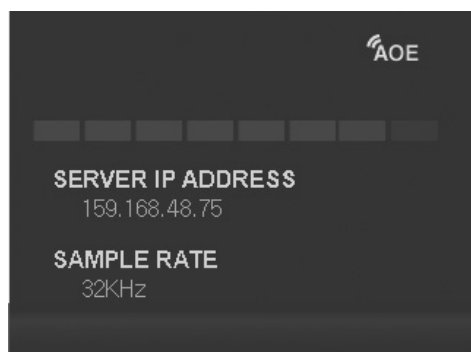 AOE
SERVER IP ADDRESS
159.168.48.75
SAMPLE RATE
32KHz